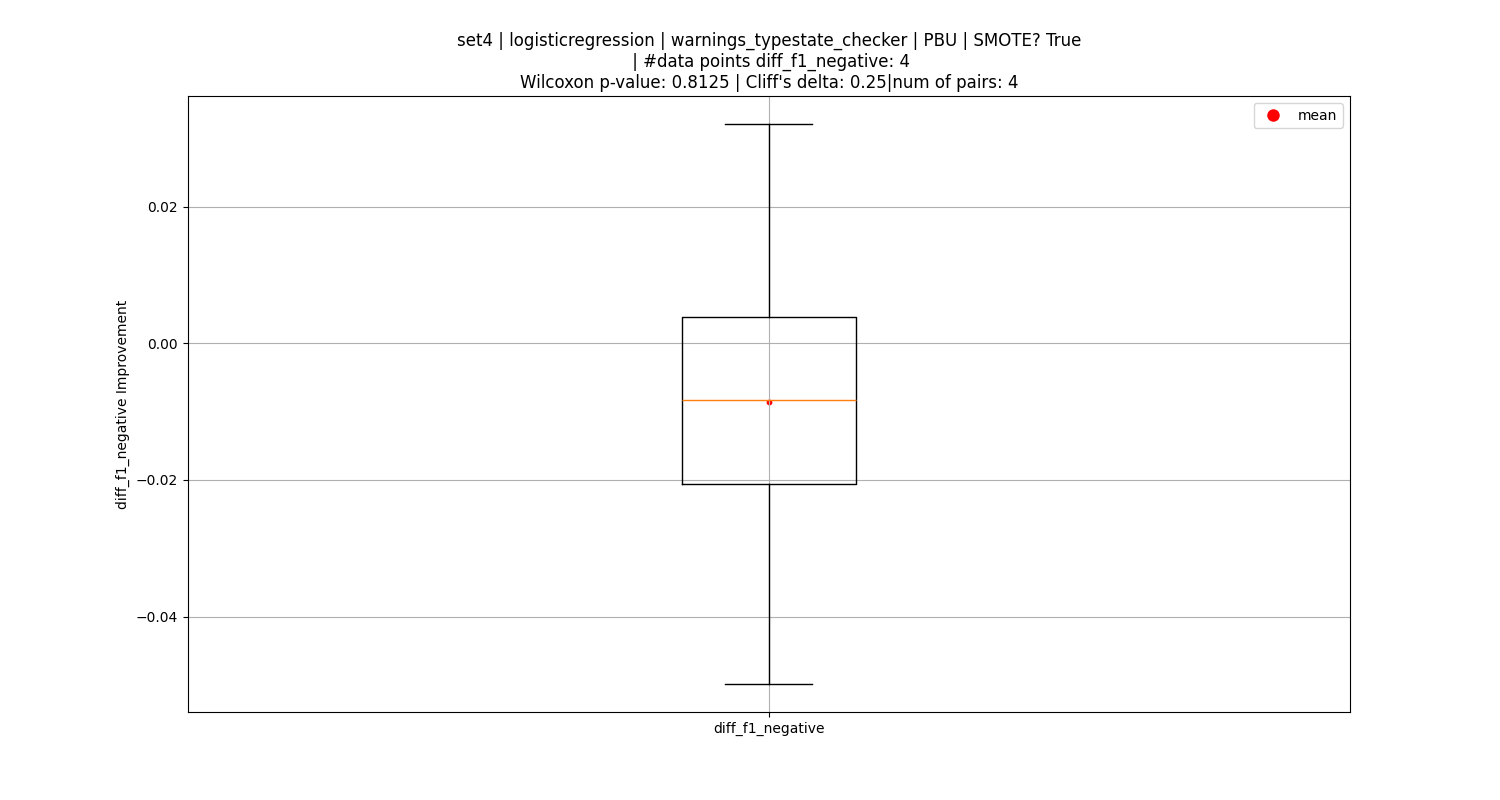 set4 | logisticregression | warnings_typestate_checker | PBU | SMOTE? True
| #data points diff_f1_negative: 4
Wilcoxon p-value: 0.8125 | Cliff's delta: 0.25|num of pairs: 4
mean
0.02
0.00
−0.02
−0.04
diff_f1_negative Improvement
diff_f1_negative